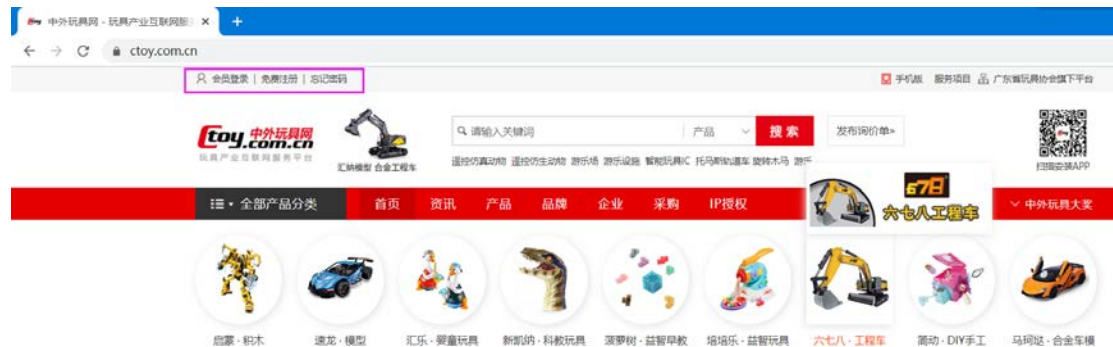 中外玩具网 - 玩具产业互联网服
ctoy.com.cn
会员登录 | 免费注册 | 忘记密码
手机版 服务项目 广东省玩具协会旗下平台
Ctoy 中外玩具网
.com.cn
玩具产业互联网服务平台
汇纳模型 合金工程车
请输入关键词
产品
搜索
发布询价单»
遥控仿真动物 遥控仿生动物 游乐场 游乐设施 智能玩具IC 托马斯轨道车 旋转木马 游乐
扫描安装APP
678
六七八工程车
全部产品分类 首页 资讯 产品 品牌 企业 采购 IP授权 中外玩具大奖
启蒙 · 积木 速龙 · 模型 汇乐 · 婴童玩具 新凯纳 · 科教玩具 菠萝树 · 益智早教 培培乐 · 益智玩具 六七八 · 工程车 简动 · DIY手工 马珂垯 · 合金车模